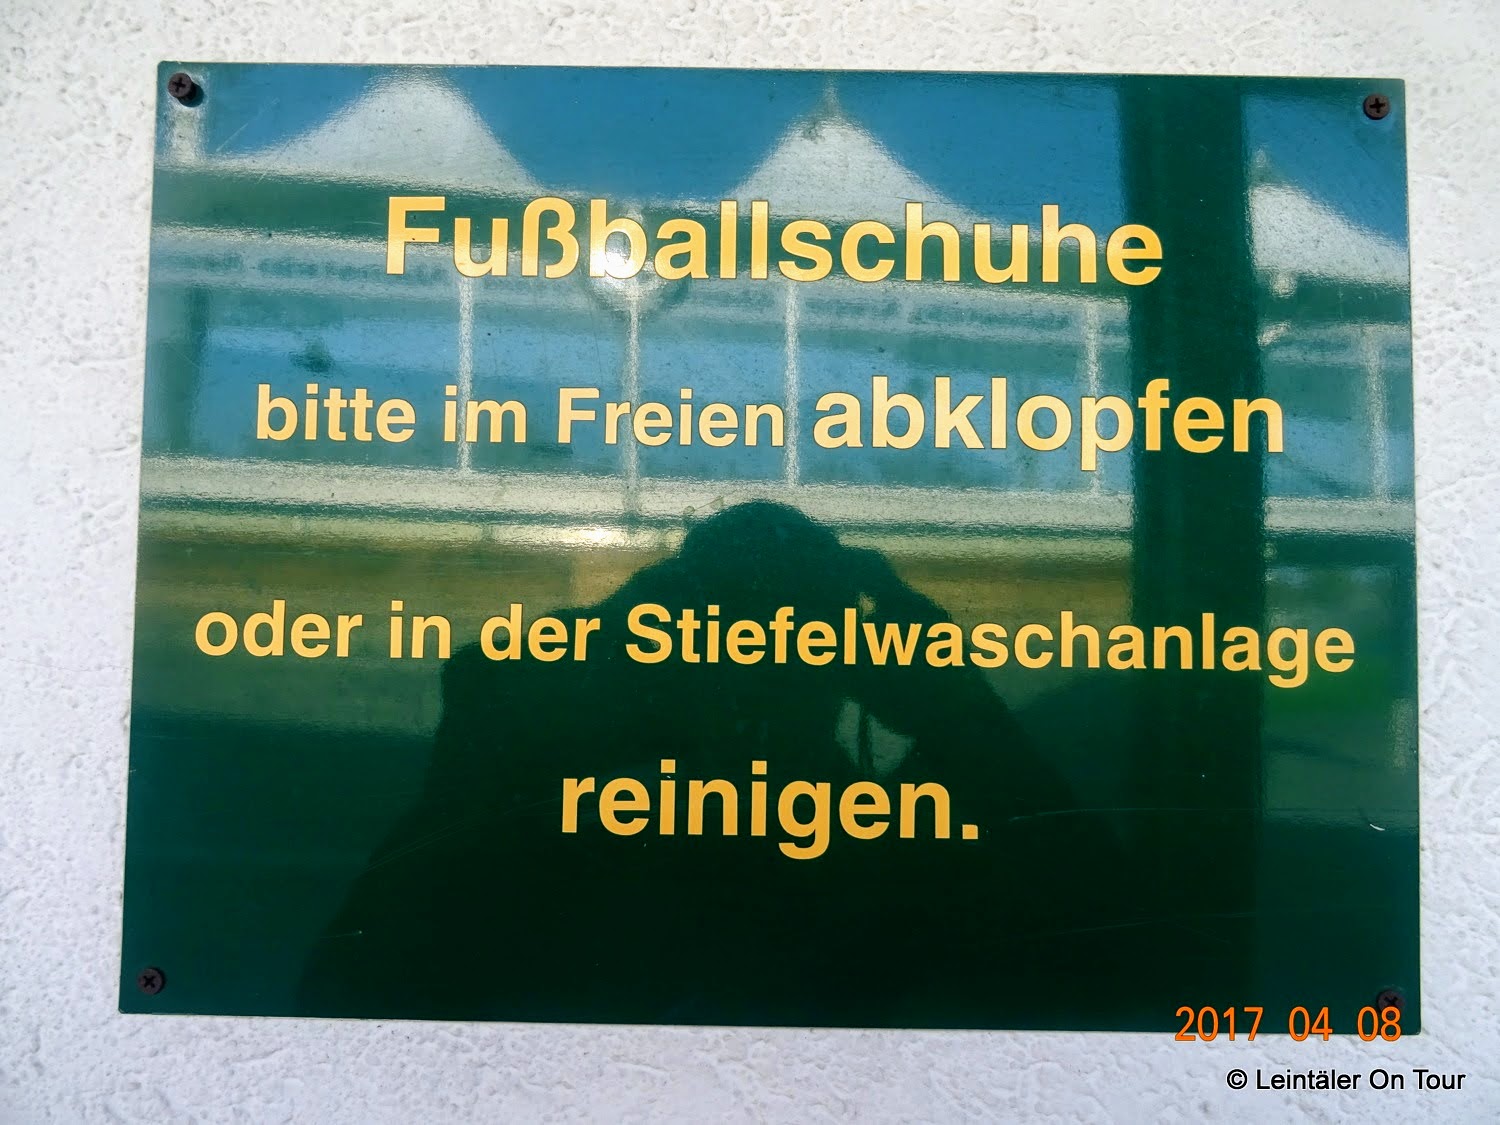 Fußballschuhe
bitte im Freien abklopfen
oder in der Stiefelwaschanlage
reinigen.
2017 04 08
© Leintäler On Tour